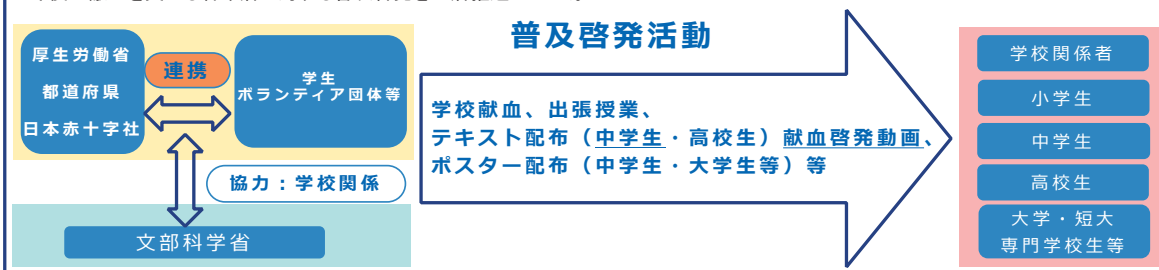 厚生労働省
都道府県
日本赤十字社
連携
学生
ボランティア団体等
協力：学校関係
文部科学省
普及啓発活動
学校献血、出張授業、
テキスト配布（中学生・高校生）献血啓発動画、
ポスター配布（中学生・大学生等）等
学校関係者
小学生
中学生
高校生
大学・短大
専門学校生等